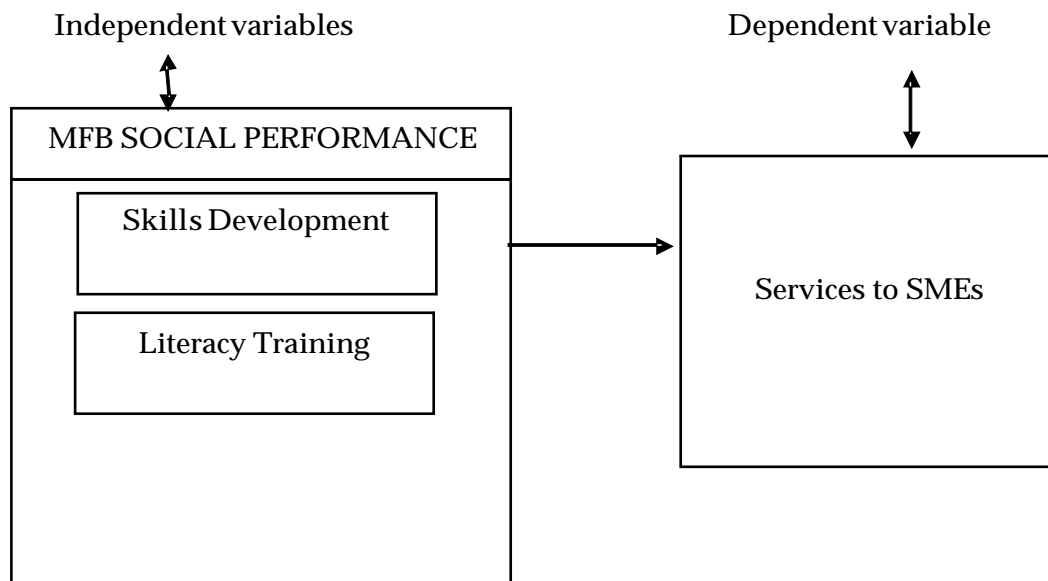 Independent variables
Dependent variable
MFB SOCIAL PERFORMANCE
Skills Development
Services to SMEs
Literacy Training